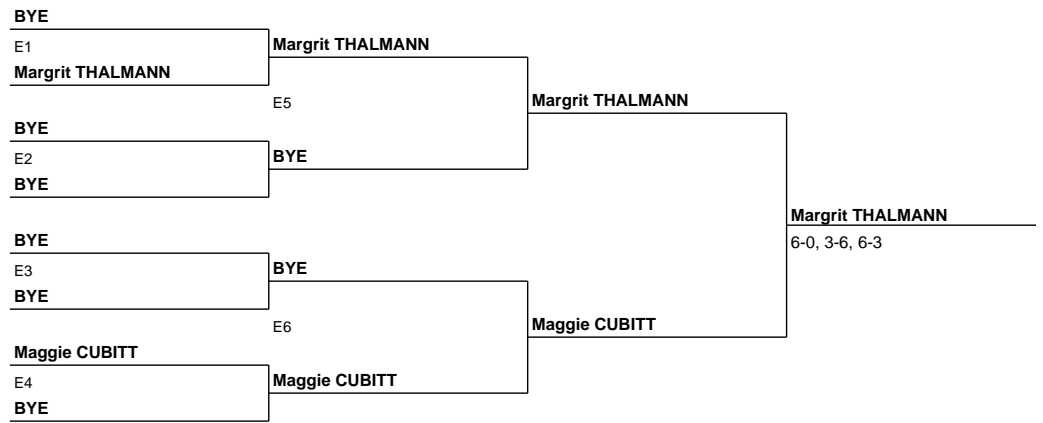 BYE
E1
Margrit THALMANN
Margrit THALMANN
E5
Margrit THALMANN
BYE
E2
BYE
BYE
Margrit THALMANN
6-0, 3-6, 6-3
BYE
E3
BYE
BYE
E6
Maggie CUBITT
Maggie CUBITT
E4
Maggie CUBITT
BYE